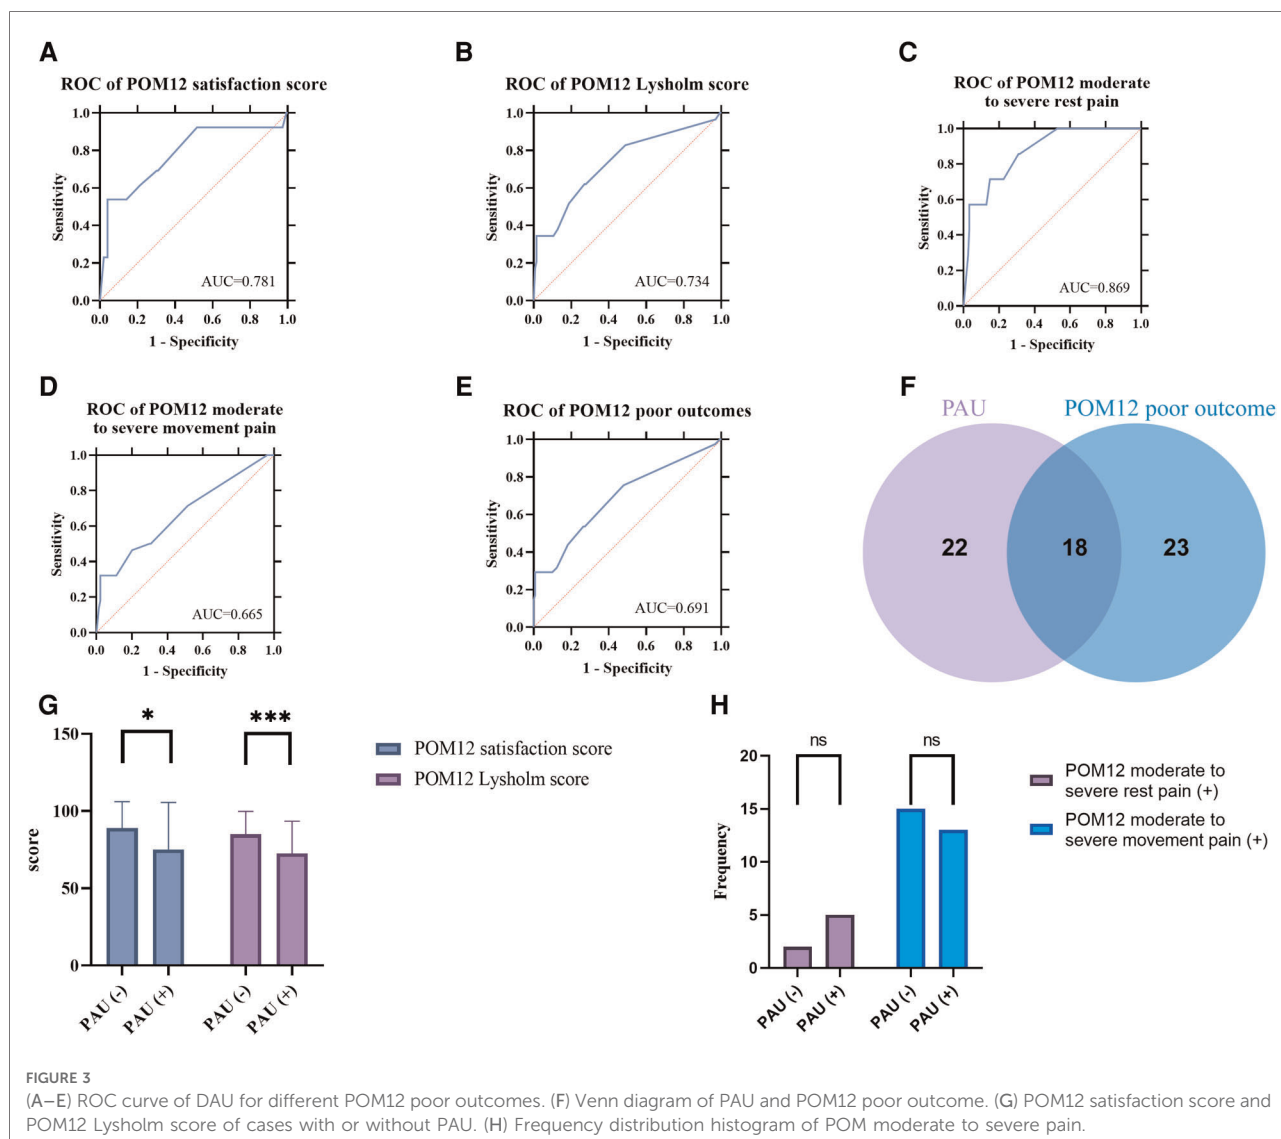 A
ROC of POM12 satisfaction score
1.0
0.8
0.6
0.4
0.2
0.0
Sensitivity
AUC=0.781
0.0 0.2 0.4 0.6 0.8 1.0
1 - Specificity
B
ROC of POM12 Lysholm score
1.0
0.8
0.6
0.4
0.2
0.0
Sensitivity
AUC=0.734
0.0 0.2 0.4 0.6 0.8 1.0
1 - Specificity
C
ROC of POM12 moderate
to severe rest pain
1.0
0.8
0.6
0.4
0.2
0.0
Sensitivity
AUC=0.869
0.0 0.2 0.4 0.6 0.8 1.0
1 - Specificity
D
ROC of POM12 moderate
to severe movement pain
1.0
0.8
0.6
0.4
0.2
0.0
Sensitivity
AUC=0.665
0.0 0.2 0.4 0.6 0.8 1.0
1 - Specificity
E
ROC of POM12 poor outcomes
1.0
0.8
0.6
0.4
0.2
0.0
Sensitivity
AUC=0.691
0.0 0.2 0.4 0.6 0.8 1.0
1 - Specificity
F
PAU POM12 poor outcome
22 18 23
G
150
100
50
0
score
* ***
PAU (-) PAU (+) PAU (-) PAU (+)
POM12 satisfaction score
POM12 Lysholm score
H
20
15
10
5
0
Frequency
ns ns
PAU (-) PAU (+) PAU (-) PAU (+)
POM12 moderate to
severe rest pain (+)
POM12 moderate to
severe movement pain (+)
FIGURE 3
(A–E) ROC curve of DAU for different POM12 poor outcomes. (F) Venn diagram of PAU and POM12 poor outcome. (G) POM12 satisfaction score and
POM12 Lysholm score of cases with or without PAU. (H) Frequency distribution histogram of POM moderate to severe pain.